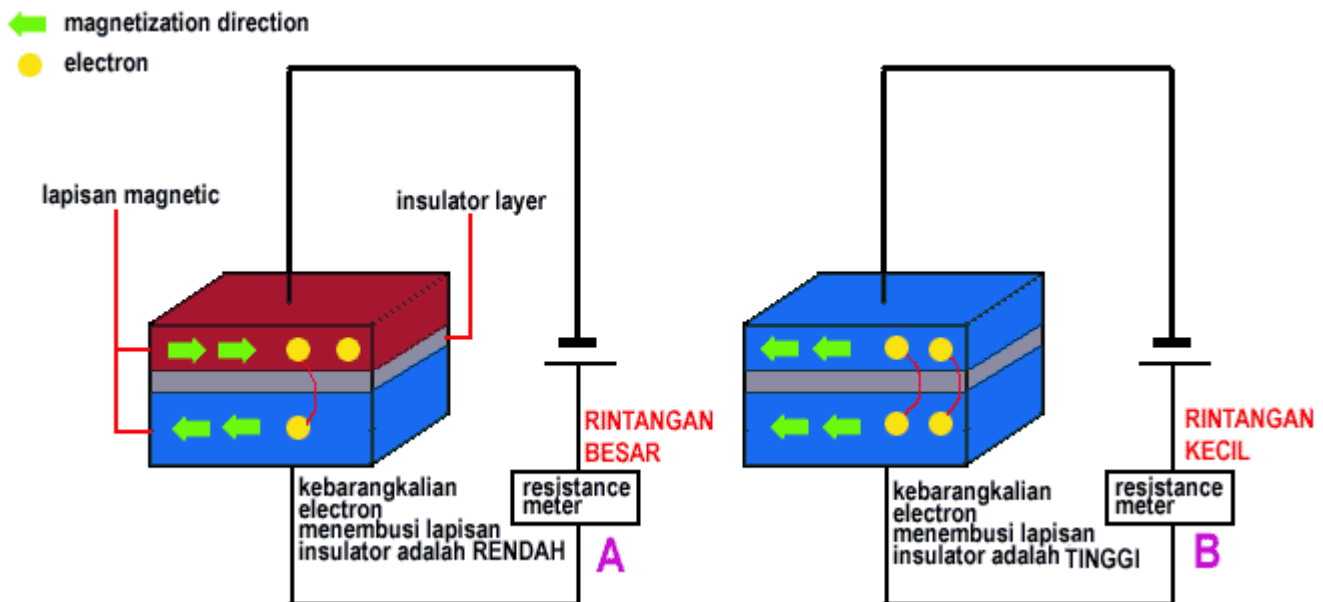 magnetization direction
electron
lapisan magnetic
insulator layer
RINTANGAN
BESAR
resistance
meter
kebarangkalian
electron
menembusi lapisan
insulator adalah RENDAH
A
RINTANGAN
KECIL
resistance
meter
kebarangkalian
electron
menembusi lapisan
insulator adalah TINGGI
B